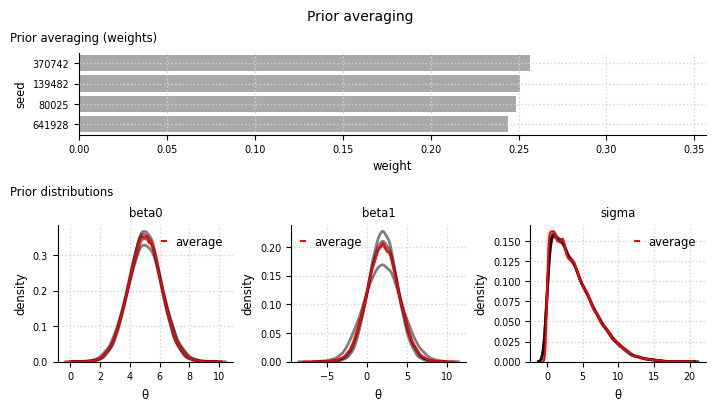 Prior averaging
Prior averaging (weights)
seed
370742
139482
80025
641928
0.00 0.05 0.10 0.15 0.20 0.25 0.30 0.35
weight
Prior distributions
beta0 beta1 sigma
average average average
density density density
0.3
0.2
0.1
0.0
0.20
0.15
0.10
0.05
0.00
0.150
0.125
0.100
0.075
0.050
0.025
0.000
0 2 4 6 8 10
−5 0 5 10
0 5 10 15 20
θ θ θ